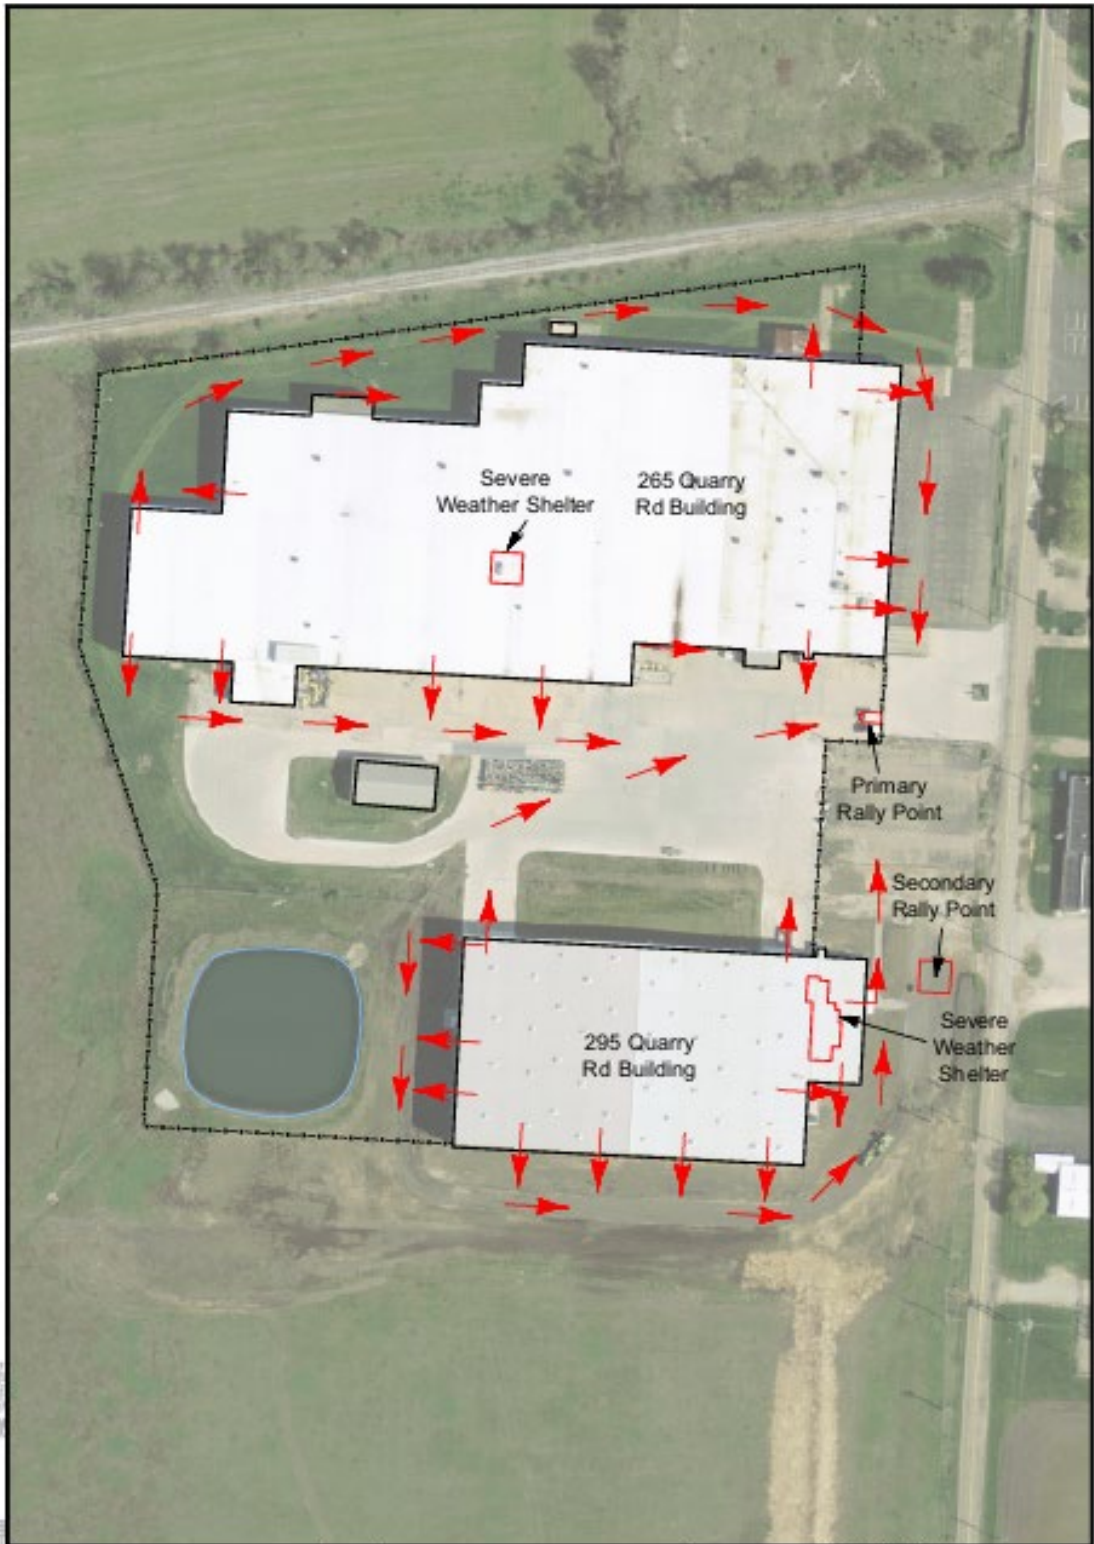 Severe
Weather Shelter
265 Quarry
Rd Building
Primary
Rally Point
Secondary
Rally Point
Severe
Weather
Shelter
295 Quarry
Rd Building